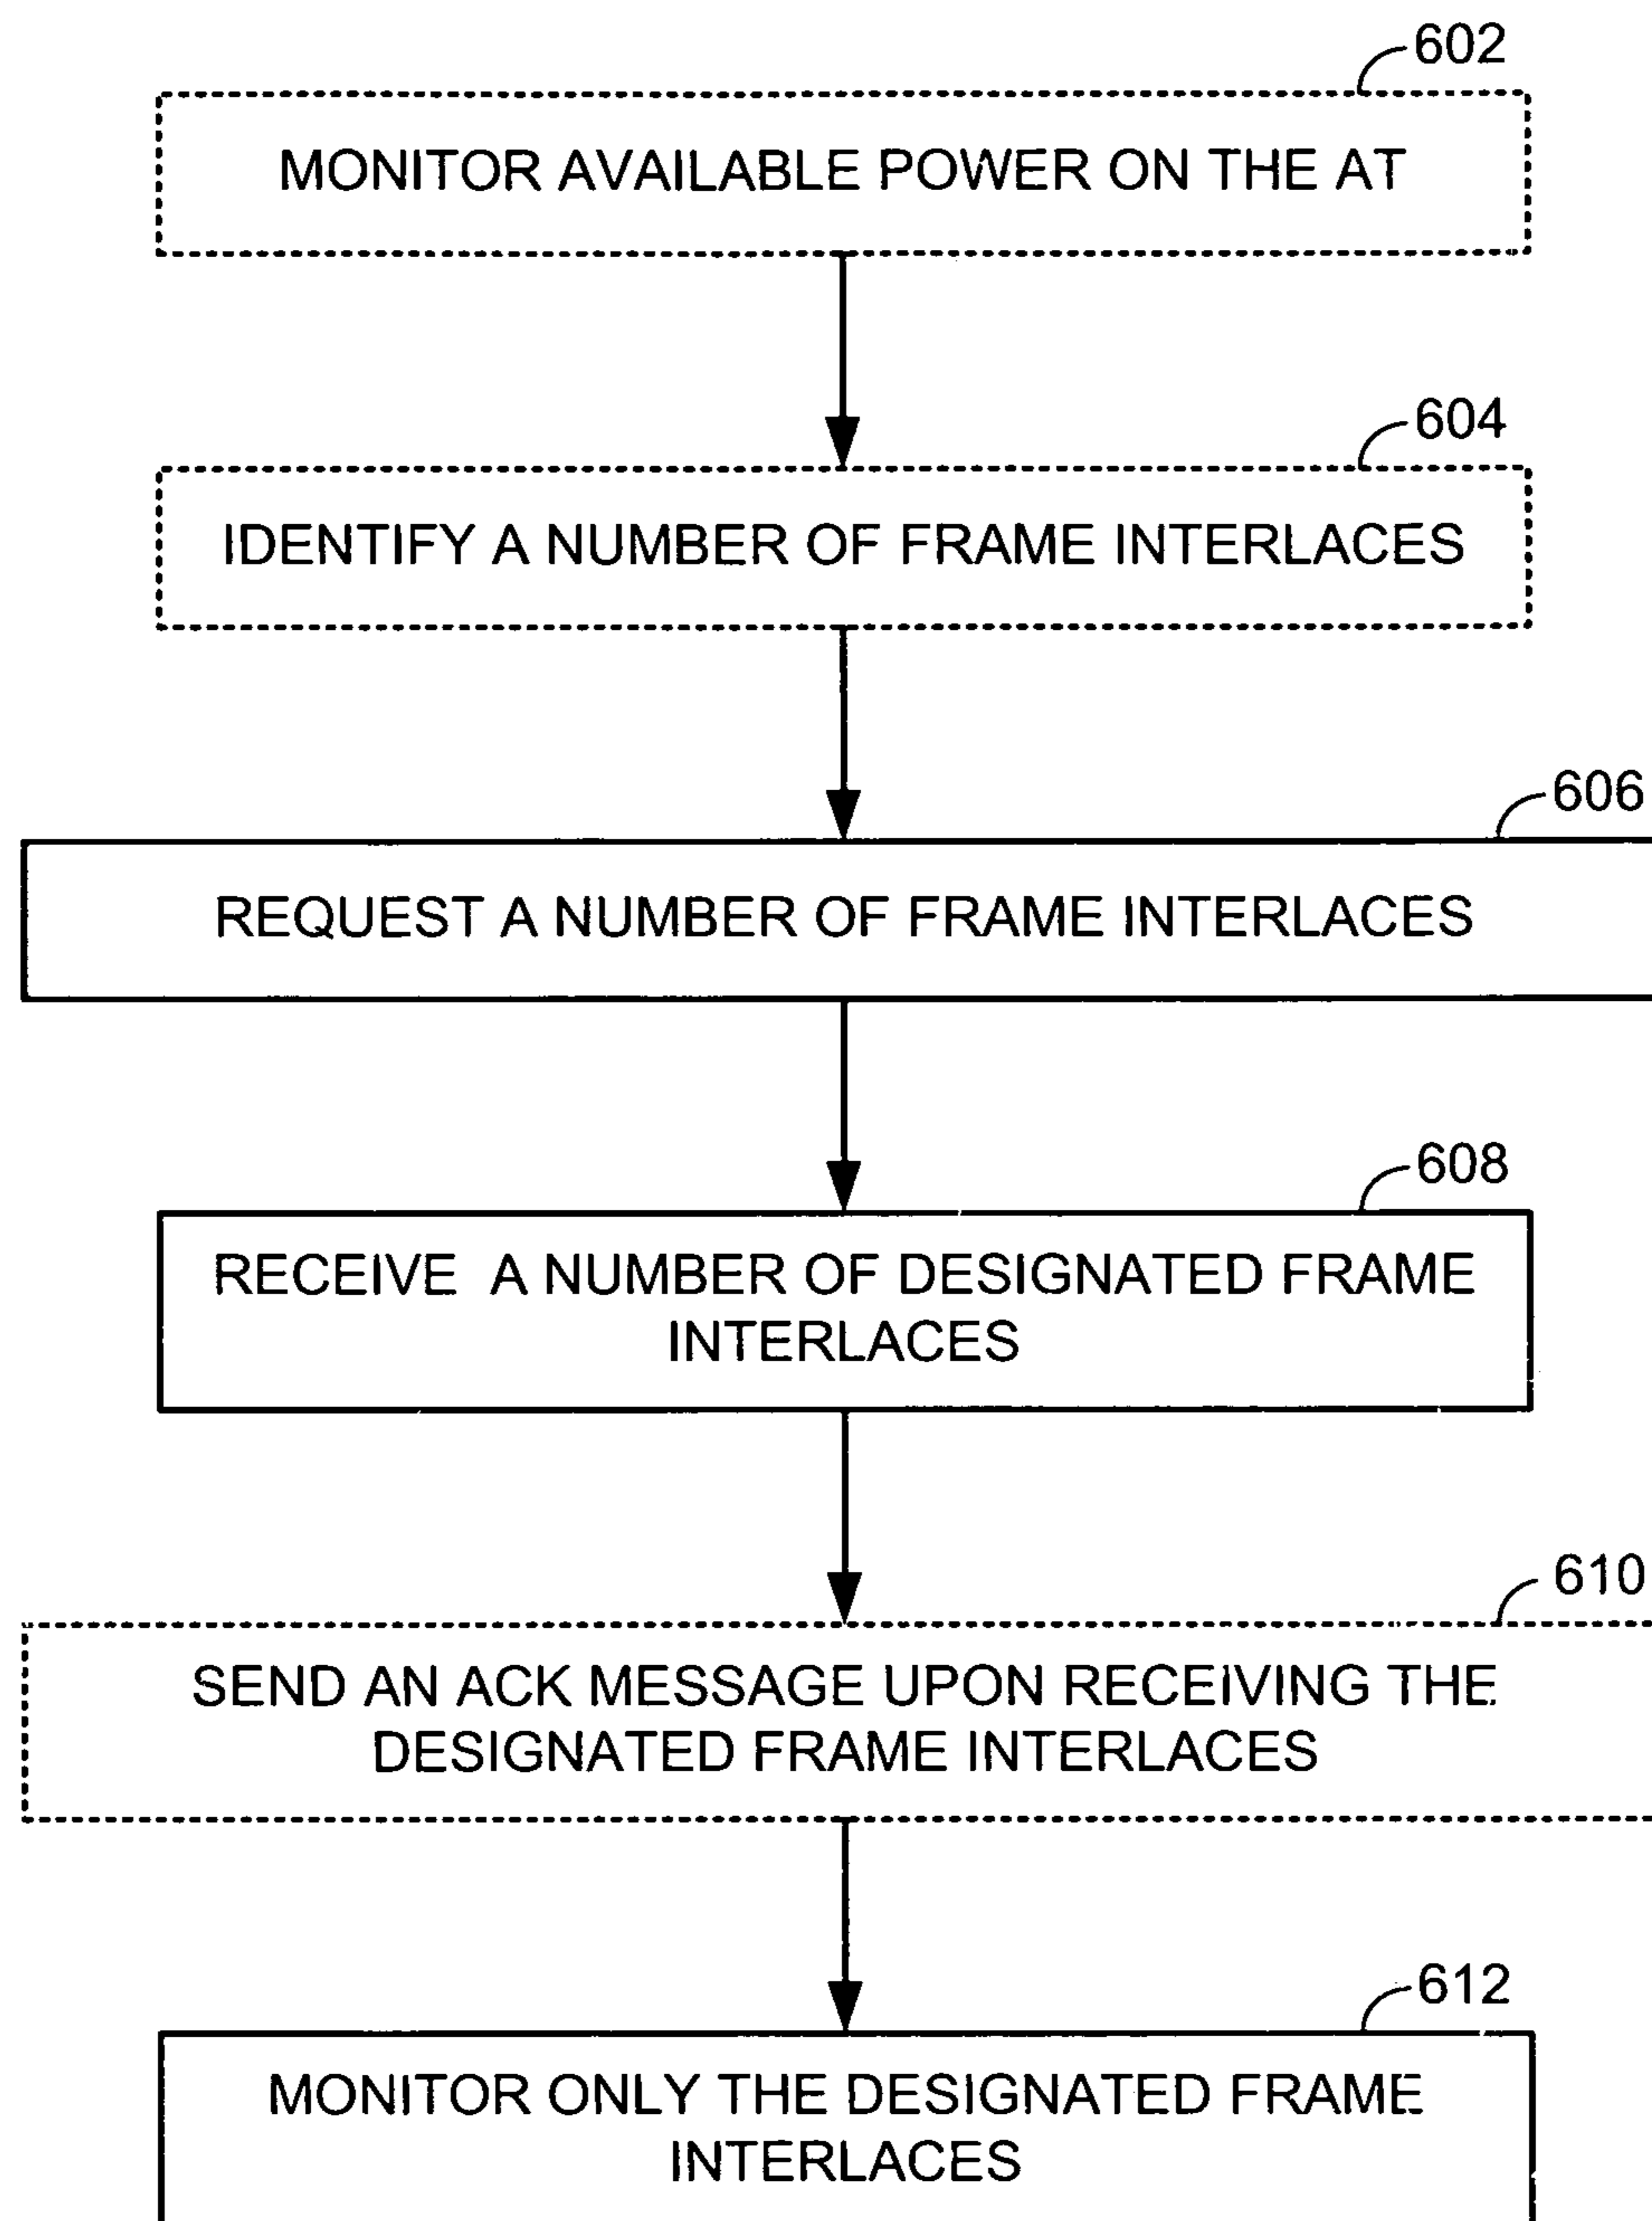 602
MONITOR AVAILABLE POWER ON THE AT
604
IDENTIFY A NUMBER OF FRAME INTERLACES
606
REQUEST A NUMBER OF FRAME INTERLACES
608
RECEIVE A NUMBER OF DESIGNATED FRAME
INTERLACES
610
SEND AN ACK MESSAGE UPON RECEIVING THE
DESIGNATED FRAME INTERLACES
612
MONITOR ONLY THE DESIGNATED FRAME
INTERLACES